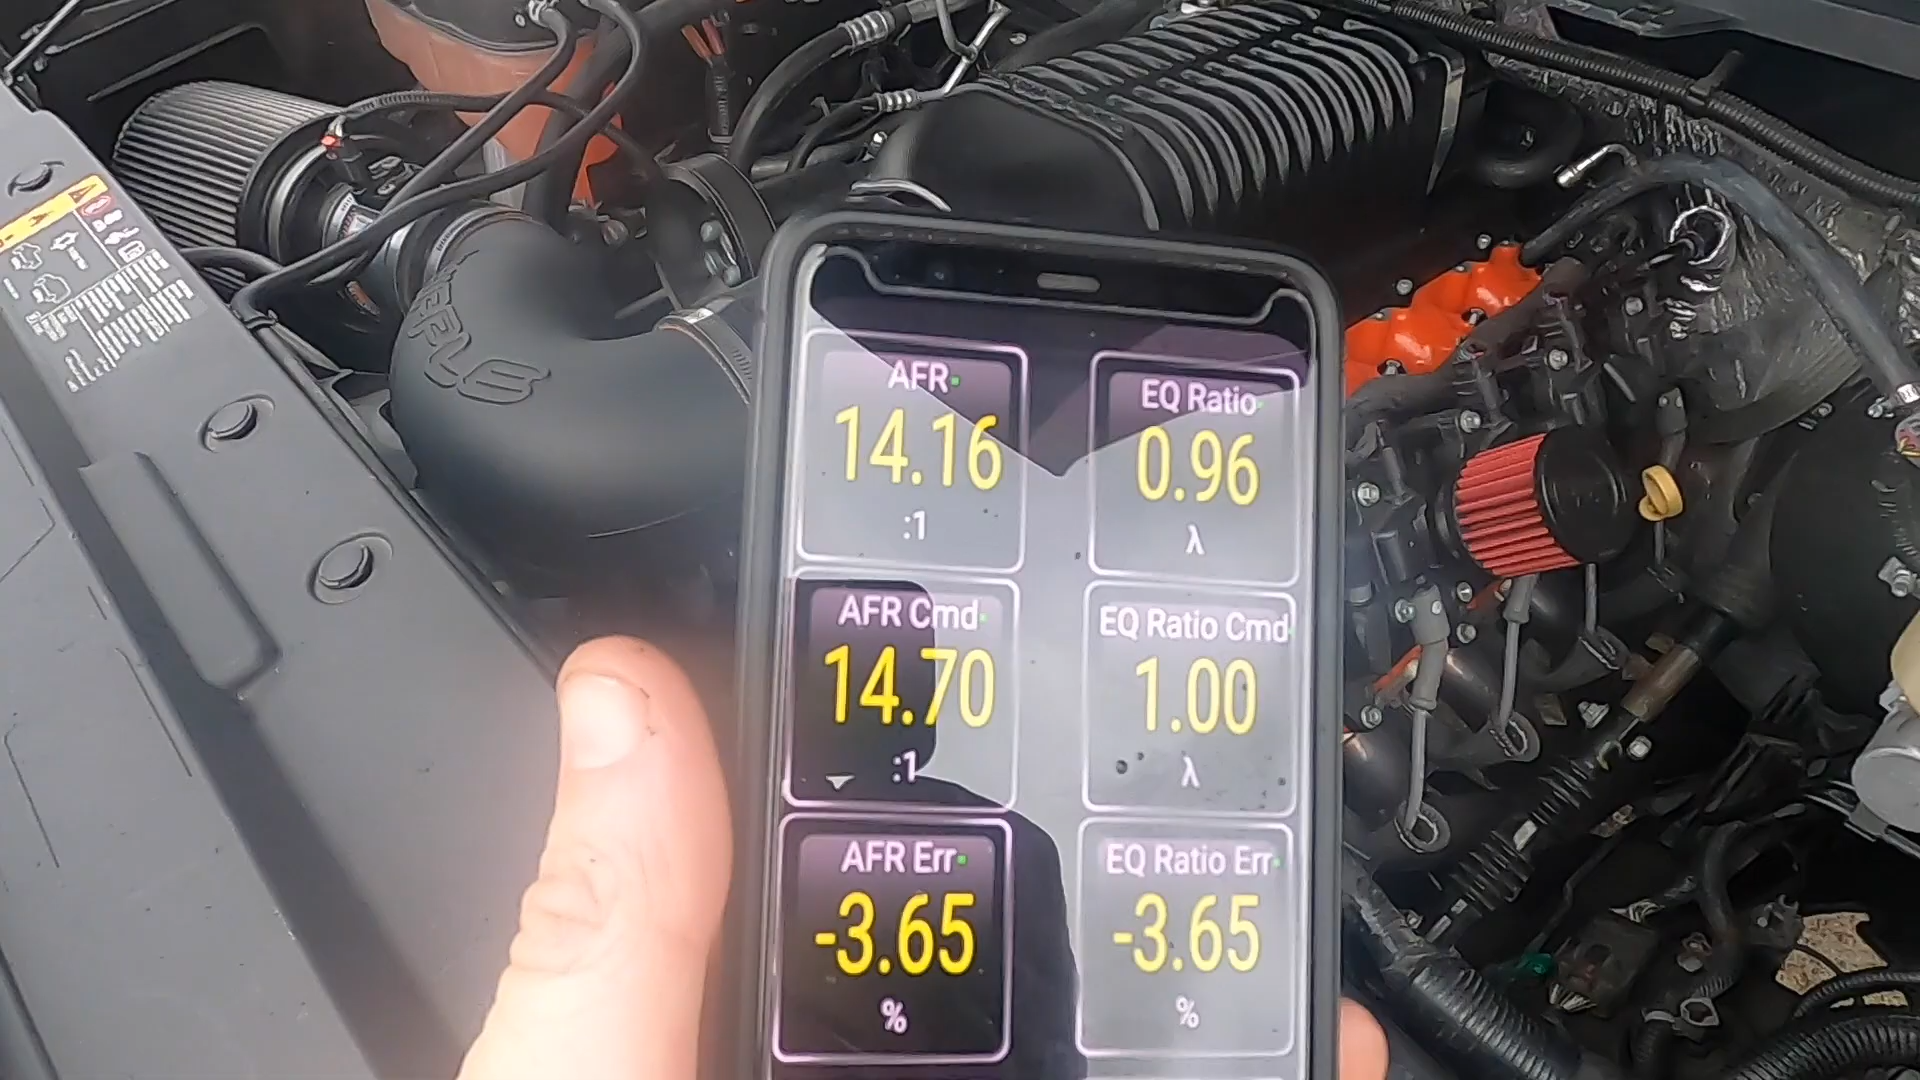 AFR
14.16
:1
EQ Ratio
0.96
λ
AFR Cmd
14.70
:1
EQ Ratio Cmd
1.00
λ
AFR Err
-3.65
%
EQ Ratio Err
-3.65
%